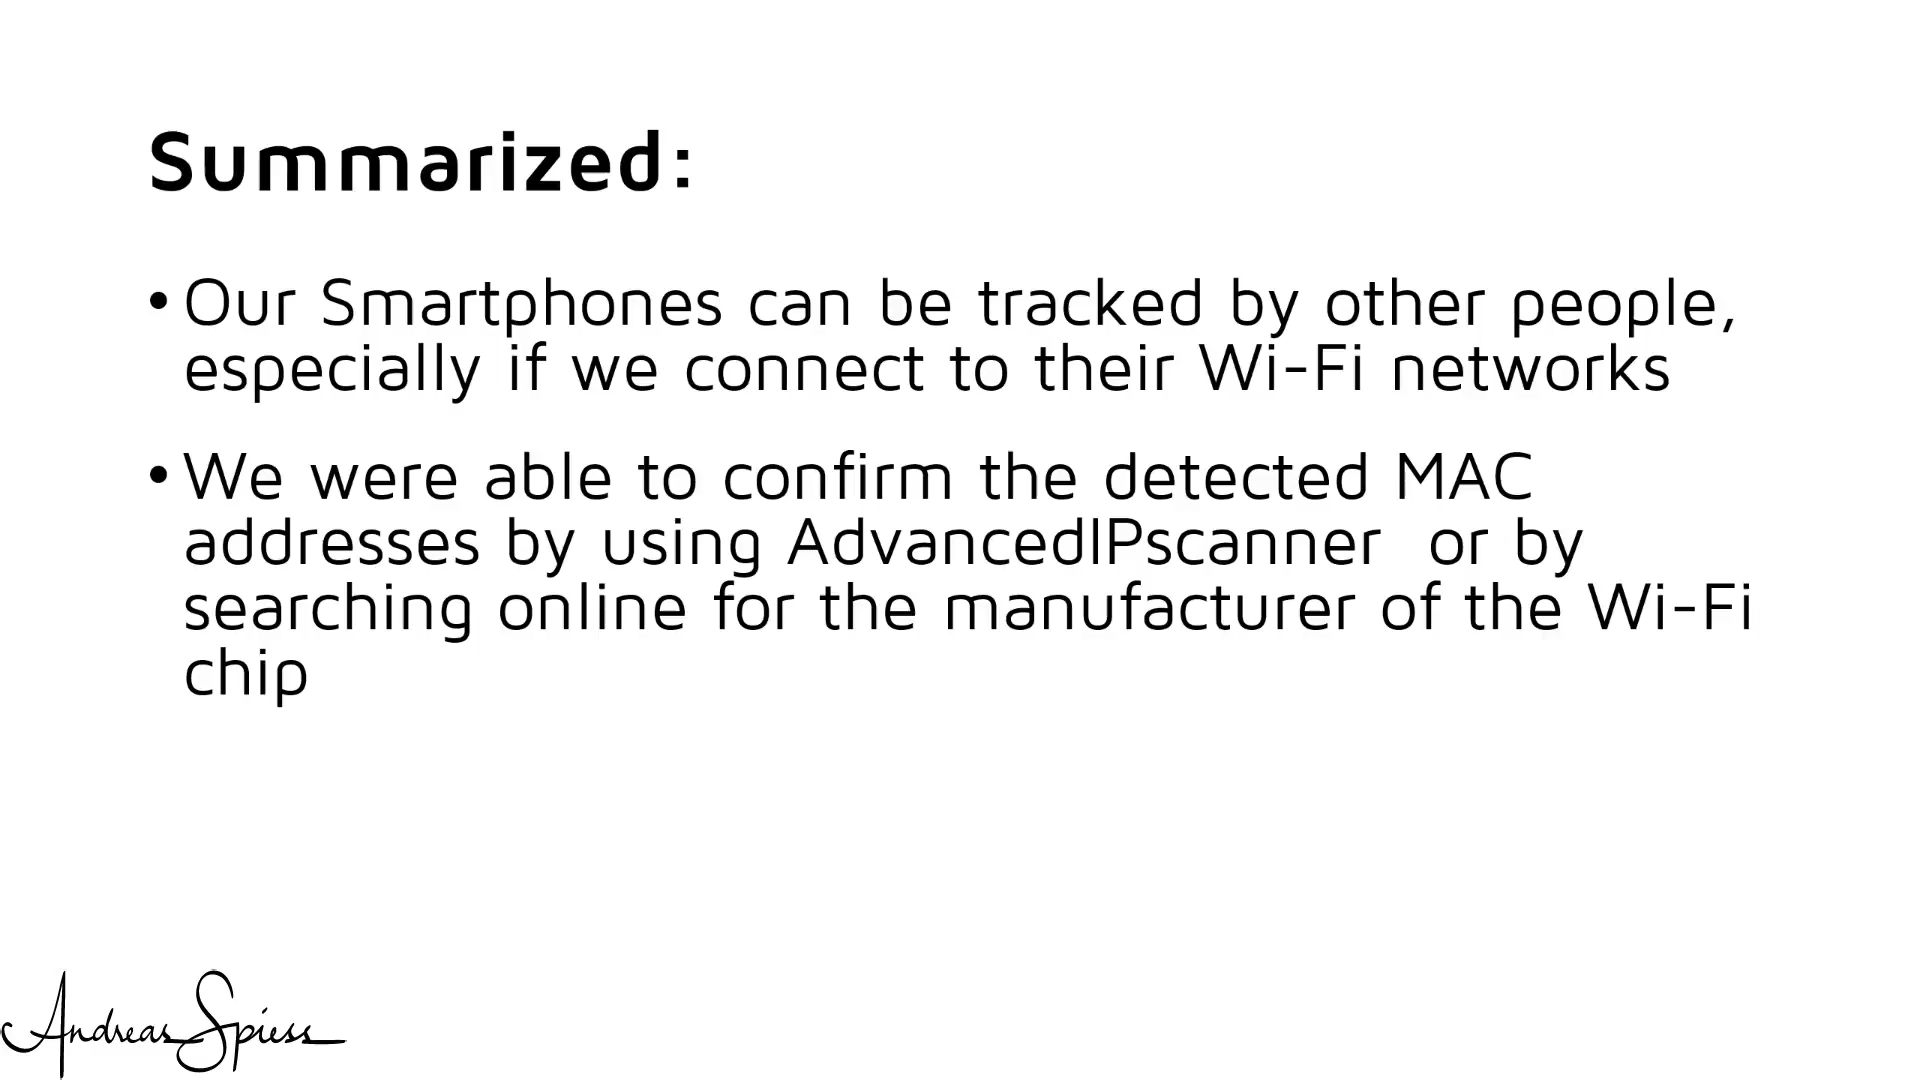 Summarized:
• Our Smartphones can be tracked by other people,
especially if we connect to their Wi-Fi networks
• We were able to confirm the detected MAC
addresses by using AdvancedIPscanner  or by
searching online for the manufacturer of the Wi-Fi
chip
Andreas Spiess